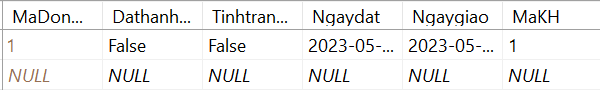 MaDon... Dathanh... Tinhtran... Ngaydat Ngaygiao MaKH
1 False False 2023-05-... 2023-05-... 1
NULL NULL NULL NULL NULL NULL